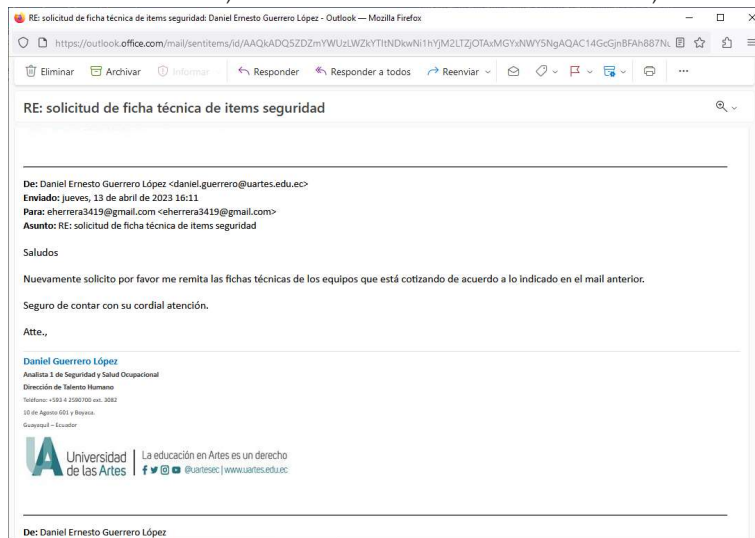 RE: solicitud de ficha técnica de items seguridad: Daniel Ernesto Guerrero López - Outlook — Mozilla Firefox
Eliminar Archivar Informar Responder Responder a todos Reenviar
RE: solicitud de ficha técnica de items seguridad
De: Daniel Ernesto Guerrero López <daniel.guerrero@uartes.edu.ec>
Enviado: jueves, 13 de abril de 2023 16:11
Para: eherrera3419@gmail.com <eherrera3419@gmail.com>
Asunto: RE: solicitud de ficha técnica de items seguridad
Saludos
Nuevamente solicito por favor me remita las fichas técnicas de los equipos que está cotizando de acuerdo a lo indicado en el mail anterior.
Seguro de contar con su cordial atención.
Atte.,
Daniel Guerrero López
Analista 1 de Seguridad y Salud Ocupacional
Dirección de Talento Humano
Teléfono: +593 4 2590700 ext. 3082
10 de Agosto 601 y Boyaca.
Guayaquil – Ecuador
Universidad de las Artes
La educación en Artes es un derecho
@uartesec | www.uartes.edu.ec
De: Daniel Ernesto Guerrero López